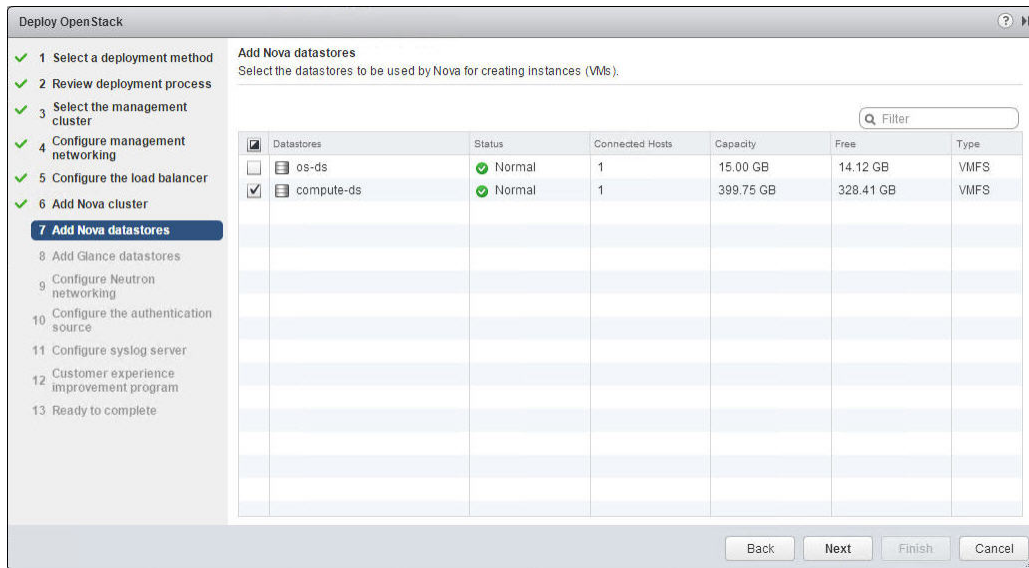 Deploy OpenStack
?
1 Select a deployment method
2 Review deployment process
3 Select the management
cluster
4 Configure management
networking
5 Configure the load balancer
6 Add Nova cluster
7 Add Nova datastores
8 Add Glance datastores
9 Configure Neutron
networking
10 Configure the authentication
source
11 Configure syslog server
12 Customer experience
improvement program
13 Ready to complete
Add Nova datastores
Select the datastores to be used by Nova for creating instances (VMs).
Filter
Datastores Status Connected Hosts Capacity Free Type
os-ds Normal 1 15.00 GB 14.12 GB VMFS
compute-ds Normal 1 399.75 GB 328.41 GB VMFS
Back Next Finish Cancel